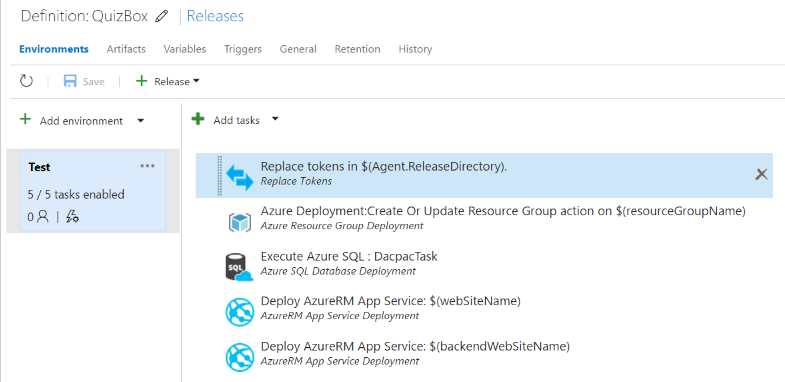 Definition: QuizBox | Releases
Environments Artifacts Variables Triggers General Retention History
Save | + Release
+ Add environment
+ Add tasks
Test ...
5 / 5 tasks enabled
0
Replace tokens in $(Agent.ReleaseDirectory).
Replace Tokens
Azure Deployment:Create Or Update Resource Group action on $(resourceGroupName)
Azure Resource Group Deployment
SQL
Execute Azure SQL : DacpacTask
Azure SQL Database Deployment
Deploy AzureRM App Service: $(webSiteName)
AzureRM App Service Deployment
Deploy AzureRM App Service: $(backendWebSiteName)
AzureRM App Service Deployment